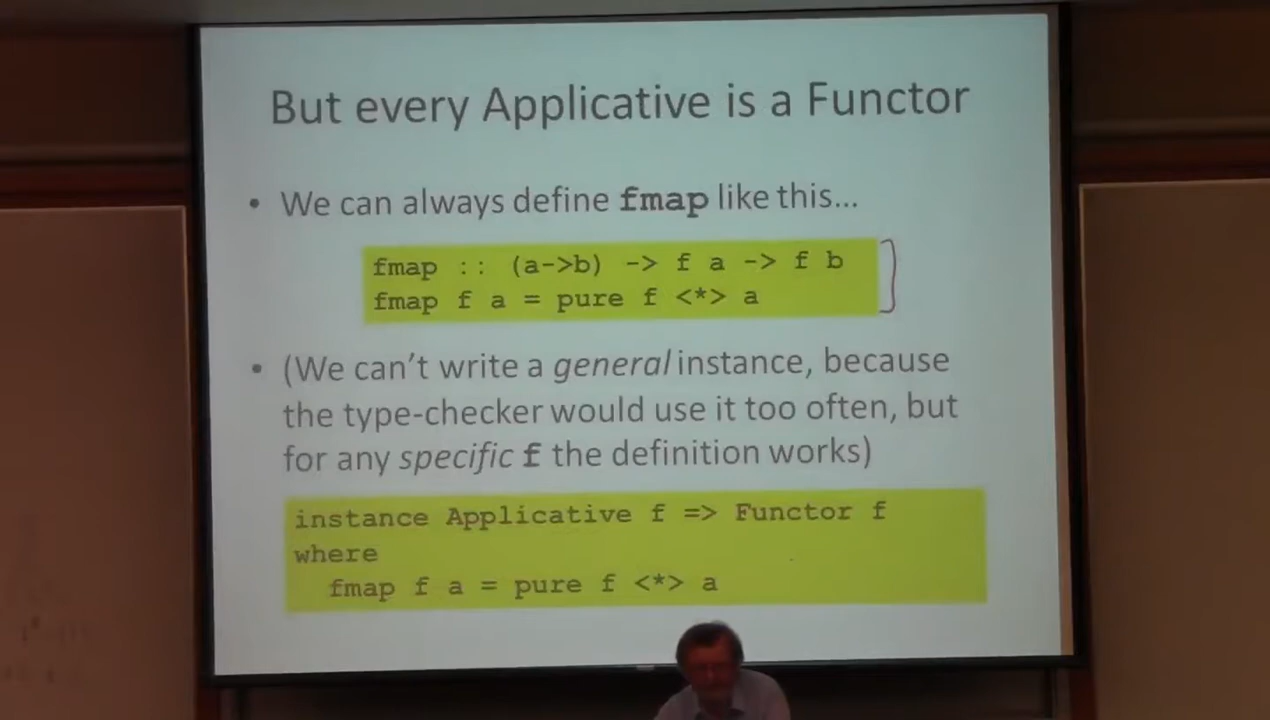 But every Applicative is a Functor
• We can always define fmap like this…
fmap :: (a->b) -> f a -> f b
fmap f a = pure f <*> a
• (We can't write a general instance, because
the type-checker would use it too often, but
for any specific f the definition works)
instance Applicative f => Functor f
where
fmap f a = pure f <*> a